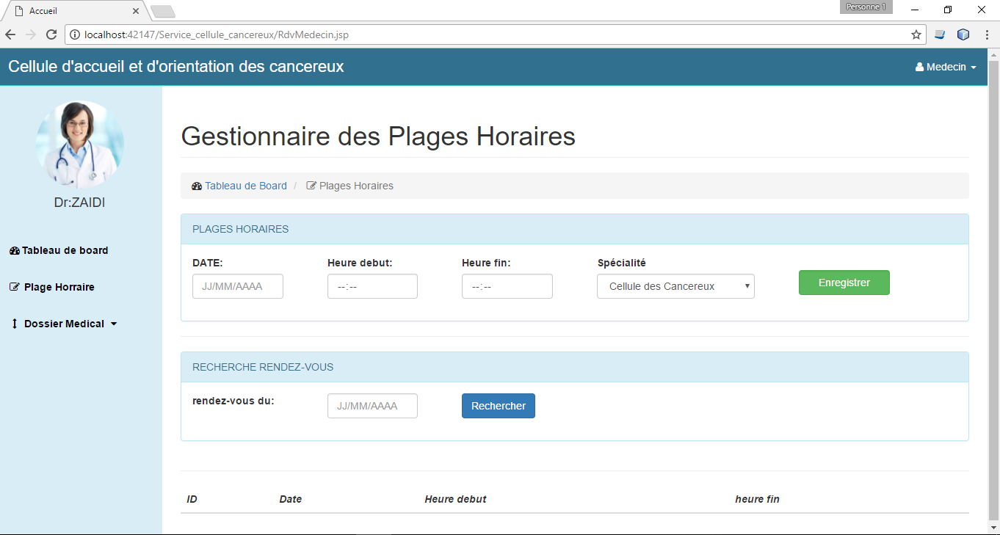 Accueil
Personne 1
localhost:42147/Service_cellule_cancereux/RdvMedecin.jsp
Cellule d'accueil et d'orientation des cancereux
Medecin
Dr:ZAIDI
Tableau de board
Plage Horraire
Dossier Medical
Gestionnaire des Plages Horaires
Tableau de Board / Plages Horaires
PLAGES HORAIRES
DATE: Heure debut: Heure fin: Spécialité
JJ/MM/AAAA --:-- --:-- Cellule des Cancereux Enregistrer
RECHERCHE RENDEZ-VOUS
rendez-vous du: JJ/MM/AAAA Rechercher
ID Date Heure debut heure fin